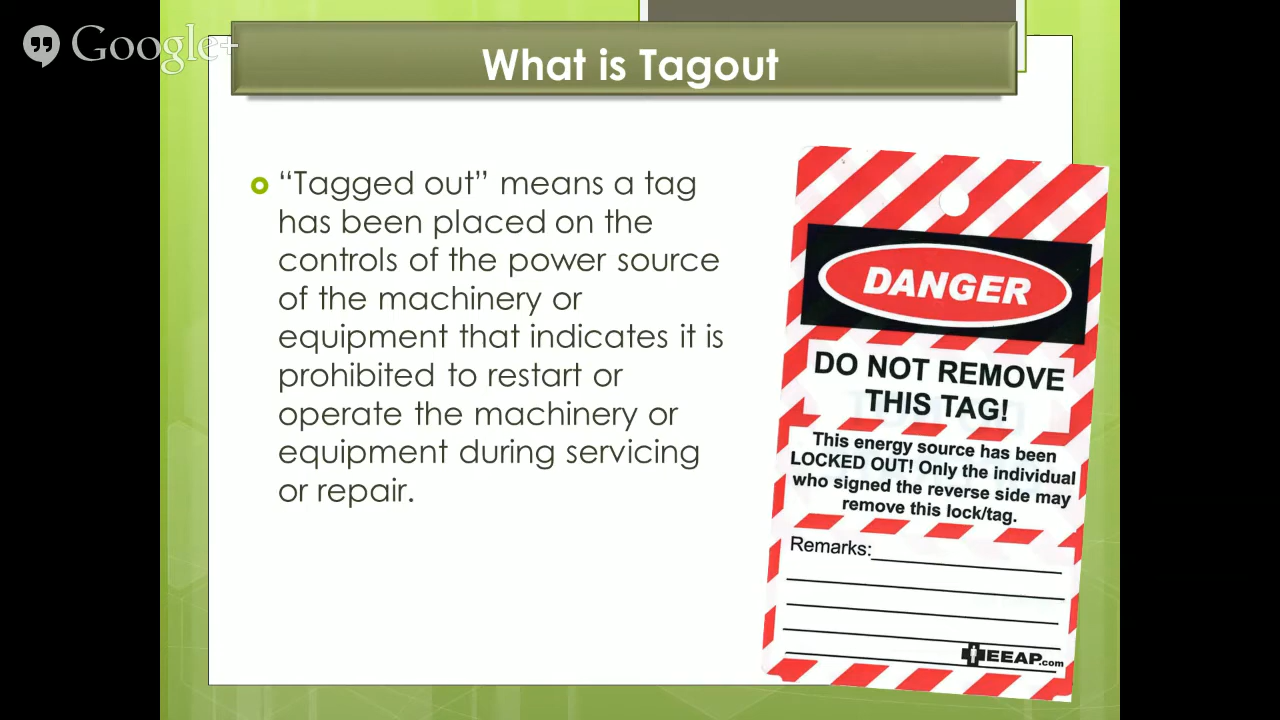 Google+
What is Tagout
“Tagged out” means a tag
has been placed on the
controls of the power source
of the machinery or
equipment that indicates it is
prohibited to restart or
operate the machinery or
equipment during servicing
or repair.
DANGER
DO NOT REMOVE
THIS TAG!
This energy source has been
LOCKED OUT! Only the individual
who signed the reverse side may
remove this lock/tag.
Remarks:
EEAP.com